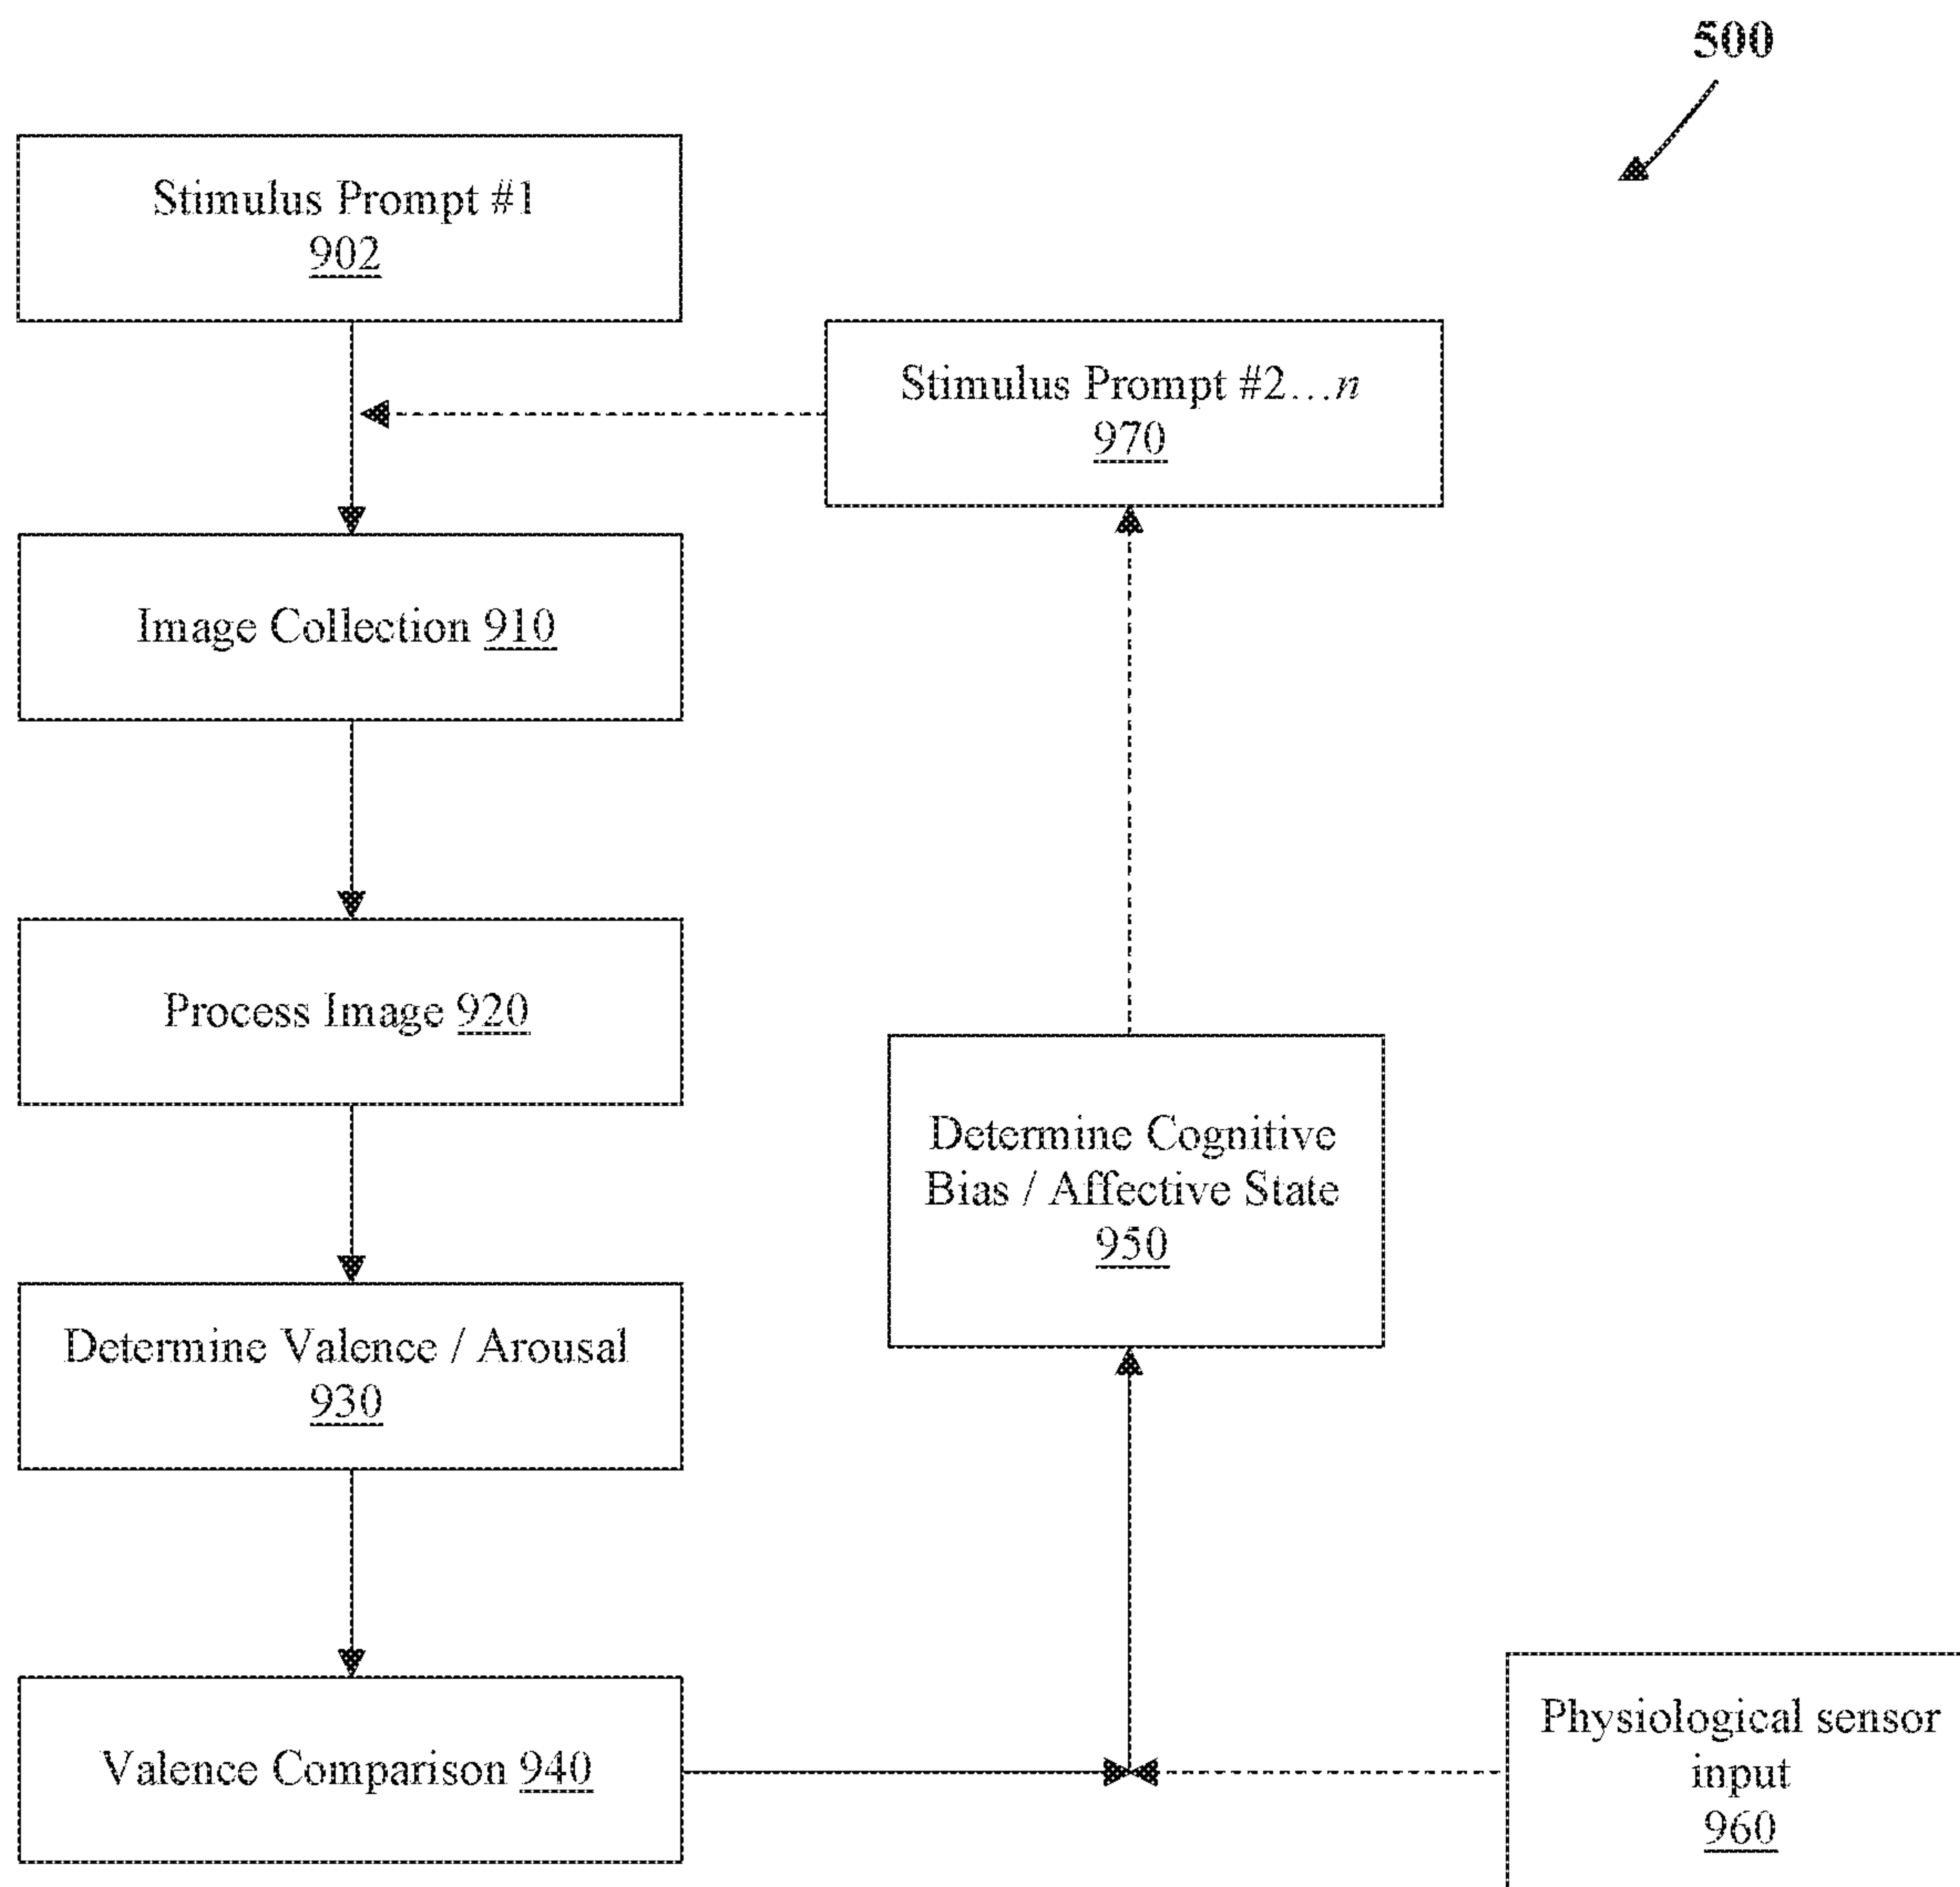 500
Stimulus Prompt #1
902
Stimulus Prompt #2…n
970
Image Collection 910
Process Image 920
Determine Cognitive
Bias / Affective State
950
Determine Valence / Arousal
930
Valence Comparison 940
Physiological sensor
input
960